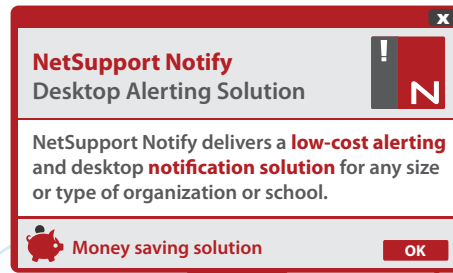 x
NetSupport Notify
Desktop Alerting Solution
!
N
NetSupport Notify delivers a low-cost alerting
and desktop notification solution for any size
or type of organization or school.
Money saving solution
OK